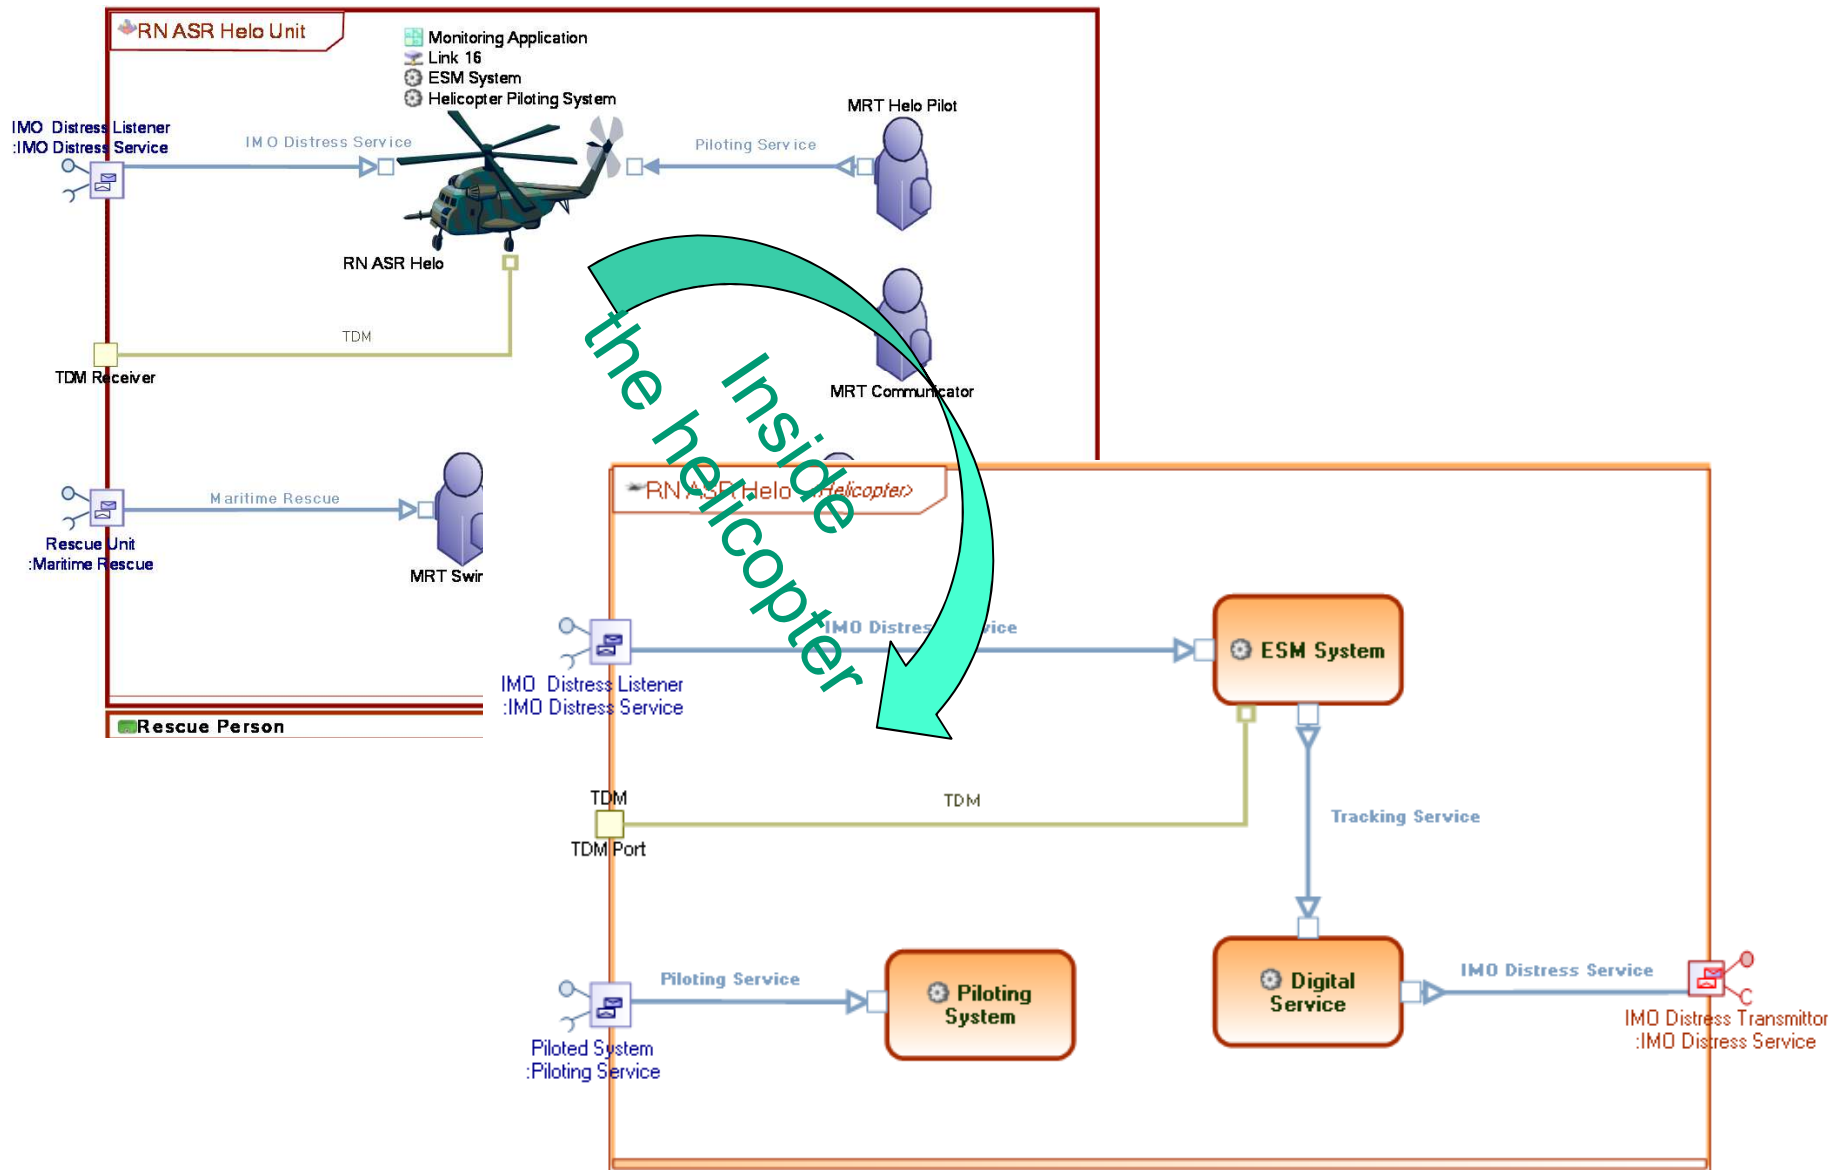 RN ASR Helo Unit
Monitoring Application
Link 16
ESM System
Helicopter Piloting System
MRT Helo Pilot
IMO Distress Listener
:IMO Distress Service
IMO Distress Service
Piloting Service
RN ASR Helo
TDM
TDM Receiver
MRT Communicator
Inside
the helicopter
Maritime Rescue
Rescue Unit
:Maritime Rescue
MRT Swir
Rescue Person
RN ASR Helo <Helicopter>
IMO Distress Service
ESM System
IMO Distress Listener
:IMO Distress Service
TDM
TDM
TDM Port
Tracking Service
Piloting Service
Piloting
System
Digital
Service
IMO Distress Service
Piloted System
:Piloting Service
IMO Distress Transmittor
:IMO Distress Service